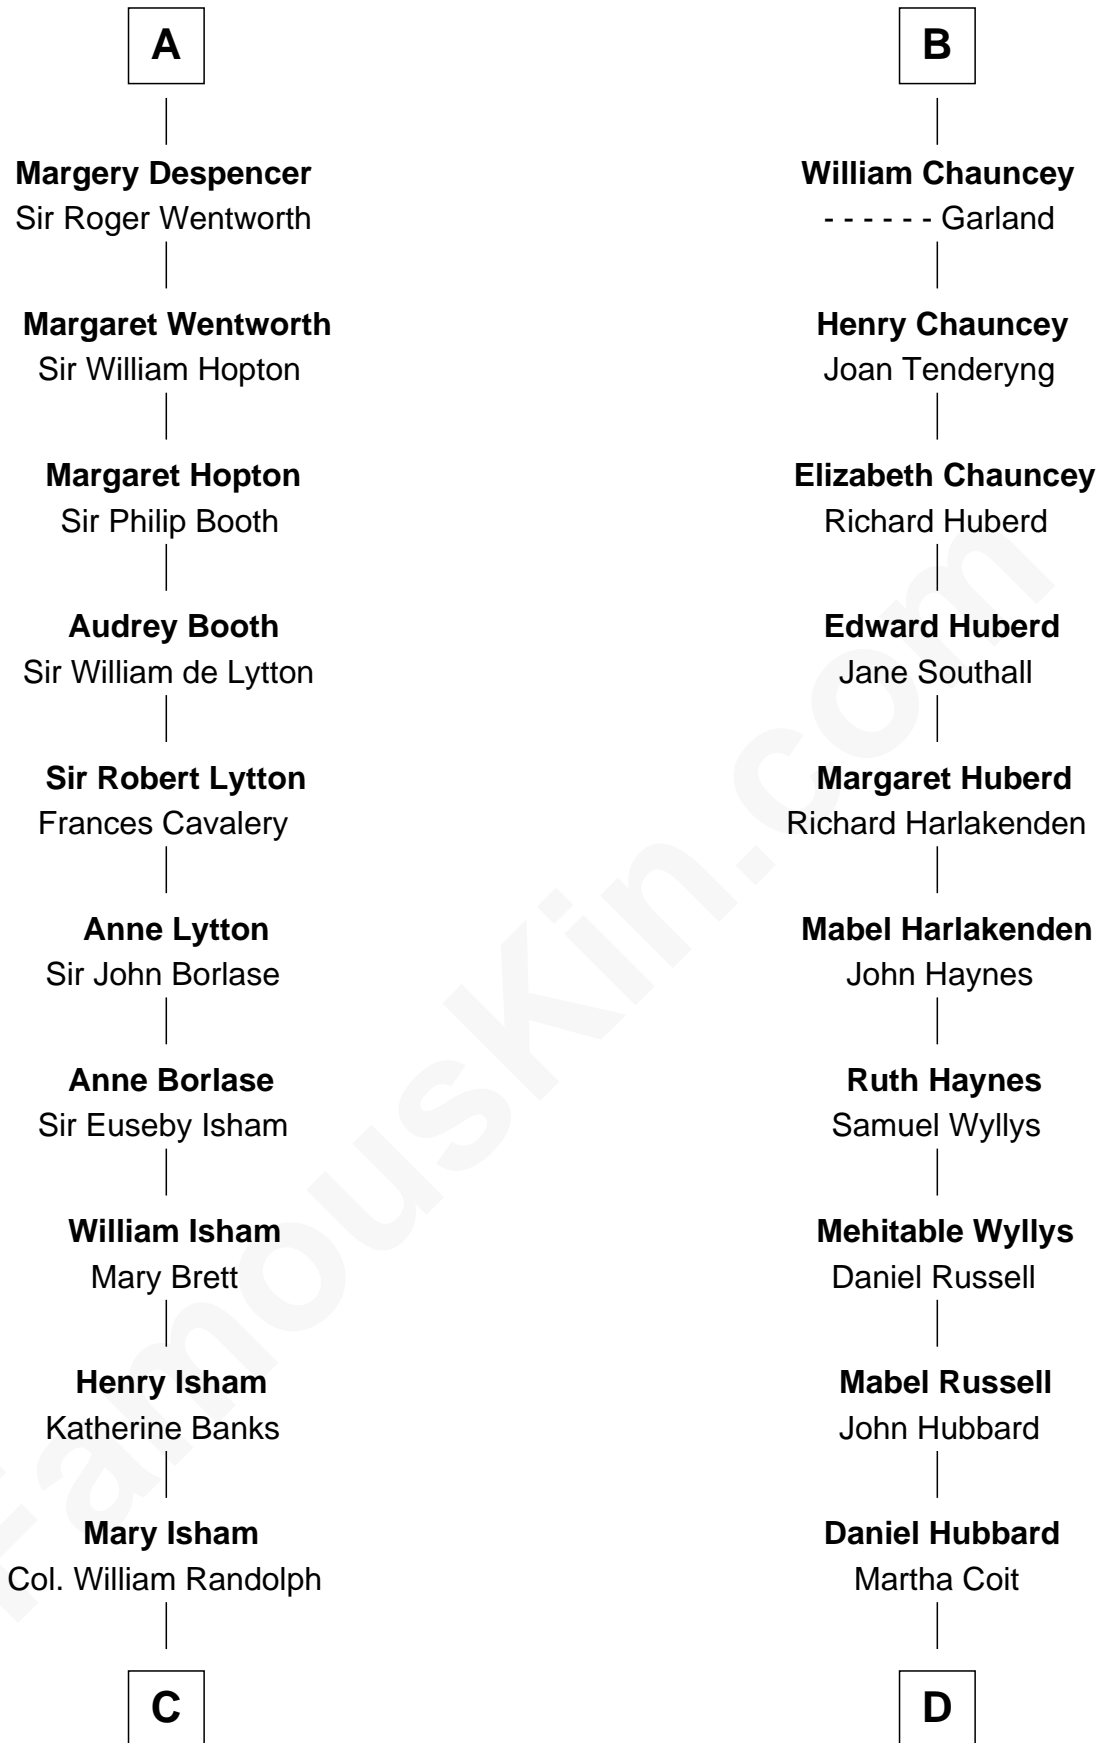 A
Margery Despencer
Sir Roger Wentworth
Margaret Wentworth
Sir William Hopton
Margaret Hopton
Sir Philip Booth
Audrey Booth
Sir William de Lytton
Sir Robert Lytton
Frances Cavalery
Anne Lytton
Sir John Borlase
Anne Borlase
Sir Euseby Isham
William Isham
Mary Brett
Henry Isham
Katherine Banks
Mary Isham
Col. William Randolph
C
B
William Chauncey
- - - - - - Garland
Henry Chauncey
Joan Tenderyng
Elizabeth Chauncey
Richard Huberd
Edward Huberd
Jane Southall
Margaret Huberd
Richard Harlakenden
Mabel Harlakenden
John Haynes
Ruth Haynes
Samuel Wyllys
Mehitable Wyllys
Daniel Russell
Mabel Russell
John Hubbard
Daniel Hubbard
Martha Coit
D
FamousKin.com